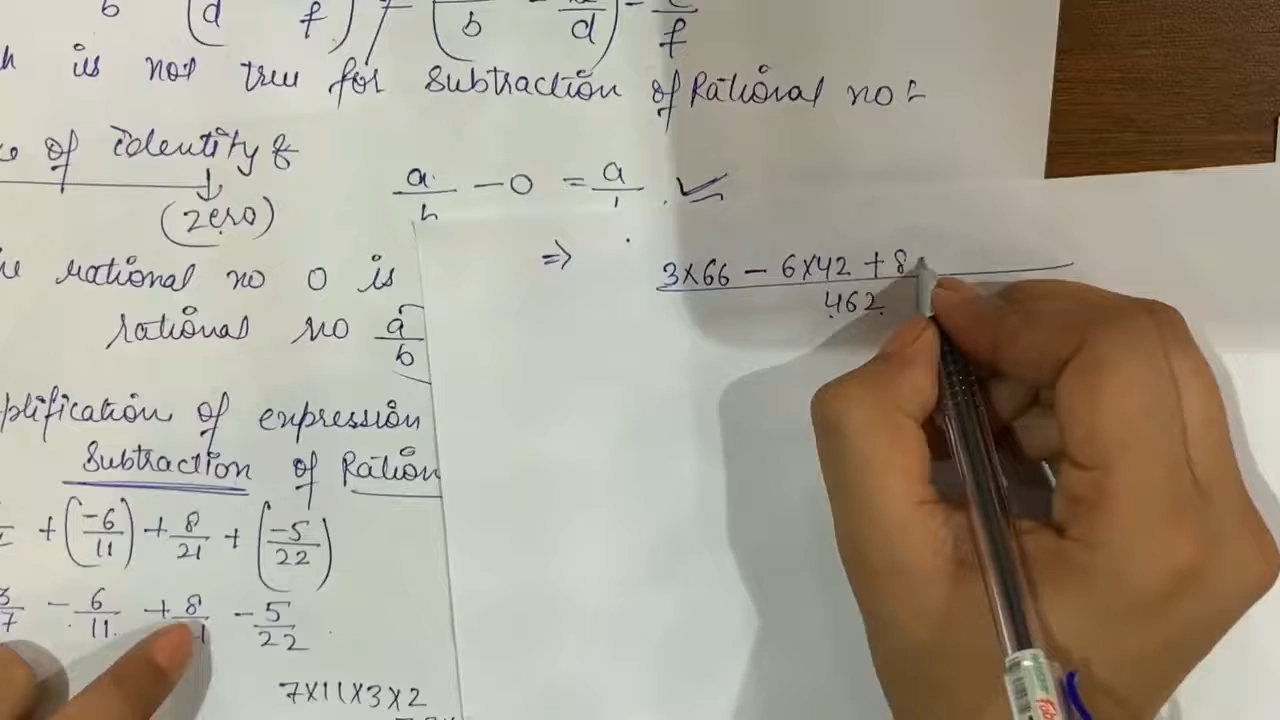 b (d f) ≠ (b - d) - f
is not true for Subtraction of Rational no:
of identity :
(zero)
a/b - 0 = a/
rational no 0 is
rational no a/b
⇒ 3×66 - 6×42 + 8
462
of expression
Subtraction of Ration
+ (-6/11) + 8/21 + (-5/22)
3/7 - 6/11 + 8/ 1 - 5/22
7×11×3×2